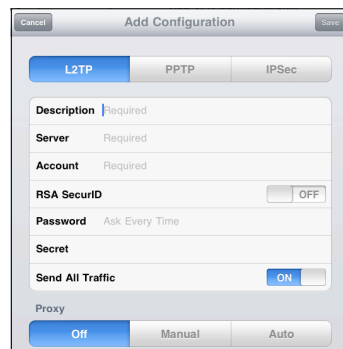 Cancel Add Configuration Save
L2TP PPTP IPSec
Description Required
Server Required
Account Required
RSA SecurID OFF
Password Ask Every Time
Secret
Send All Traffic ON
Proxy
Off Manual Auto